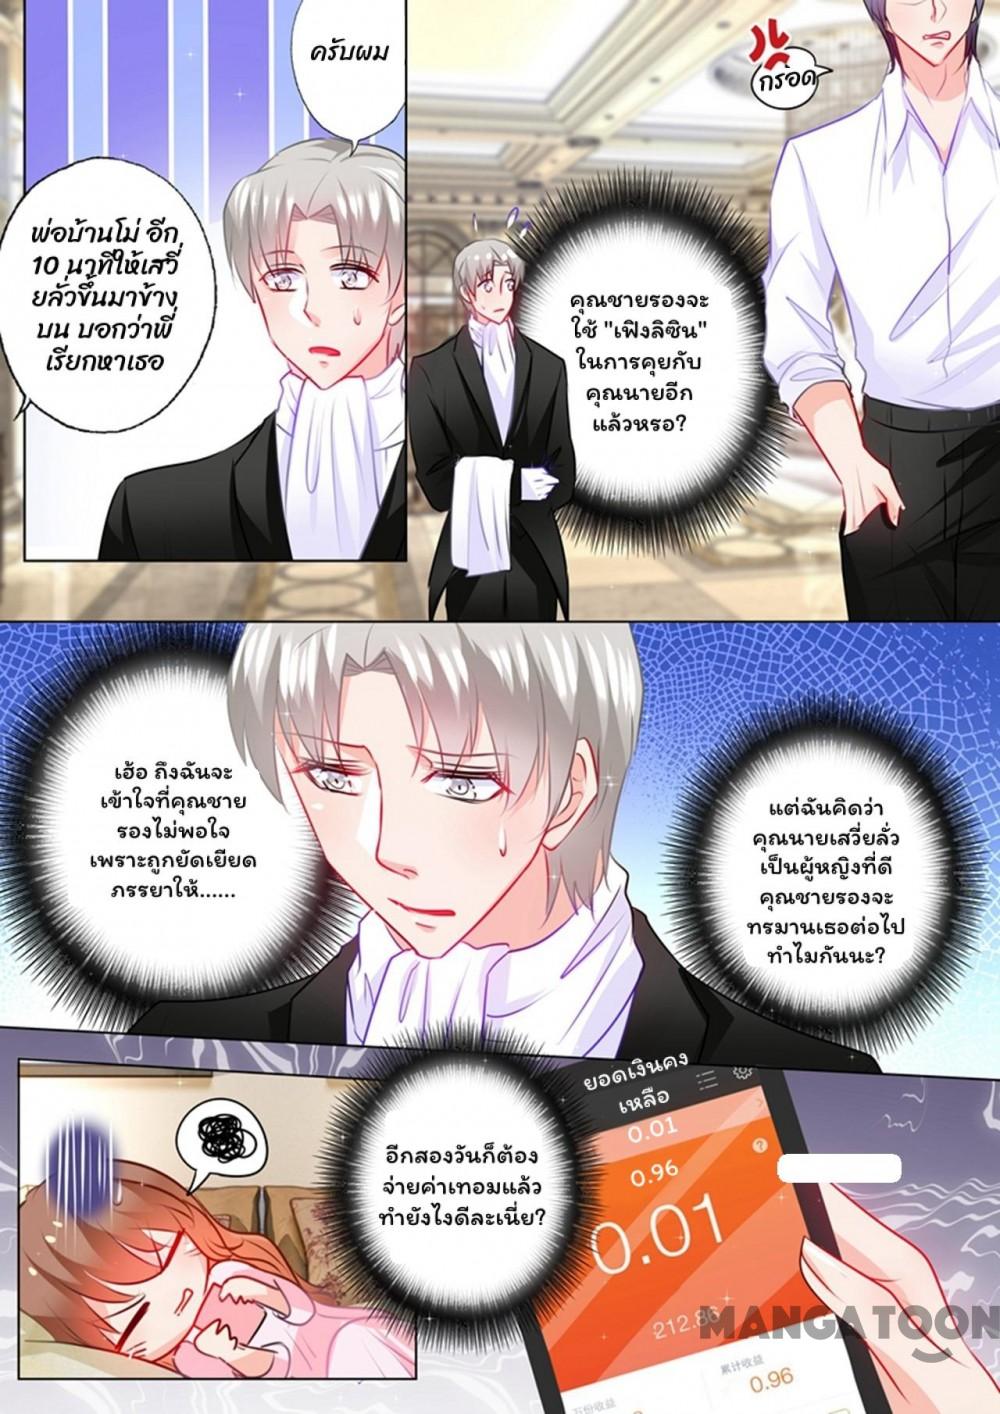 ครับผม
กร๊อด
พ่อบ้านโม่ อีก
10 นาทีให้เสวี่
ยลั่วขึ้นมาข้าง
บน บอกว่าพี่
เรียกหาเธอ
คุณชายรองจะ
ใช้ "เฟิงลิซิน"
ในการคุยกับ
คุณนายอีก
แล้วหรอ?
เฮ้อ ถึงฉันจะ
เข้าใจที่คุณชาย
รองไม่พอใจ
เพราะถูกยัดเยียด
ภรรยาให้......
แต่ฉันคิดว่า
คุณนายเสวี่ยลั่ว
เป็นผู้หญิงที่ดี
คุณชายรองจะ
ทรมานเธอต่อไป
ทำไมกันนะ?
อีกสองวันก็ต้อง
จ่ายค่าเทอมแล้ว
ทำยังไงดีละเนี่ย?
ยอดเงินคง
เหลือ
0.01
0.96
0.01
212.86
累计收益
0.96
万份收益
MANGATOON